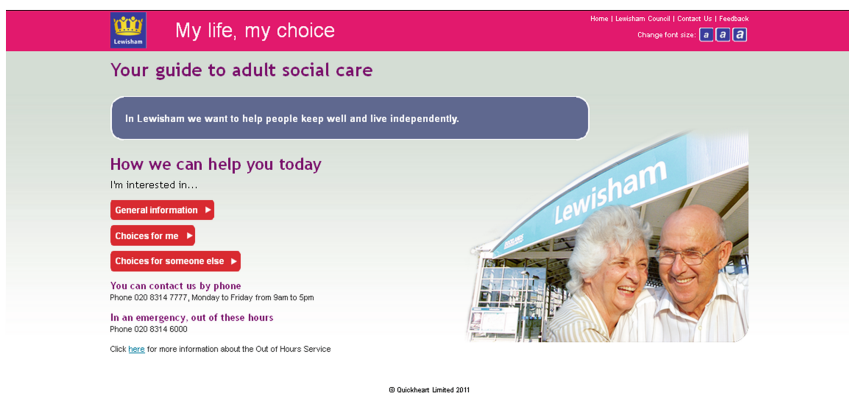 Lewisham
My life, my choice
Home | Lewisham Council | Contact Us | Feedback
Change font size: a a a
Your guide to adult social care
In Lewisham we want to help people keep well and live independently.
How we can help you today
I'm interested in...
General information
Choices for me
Choices for someone else
You can contact us by phone
Phone 020 8314 7777, Monday to Friday from 9am to 5pm
In an emergency, out of these hours
Phone 020 8314 6000
Click here for more information about the Out of Hours Service
Lewisham
© Quickheart Limited 2011